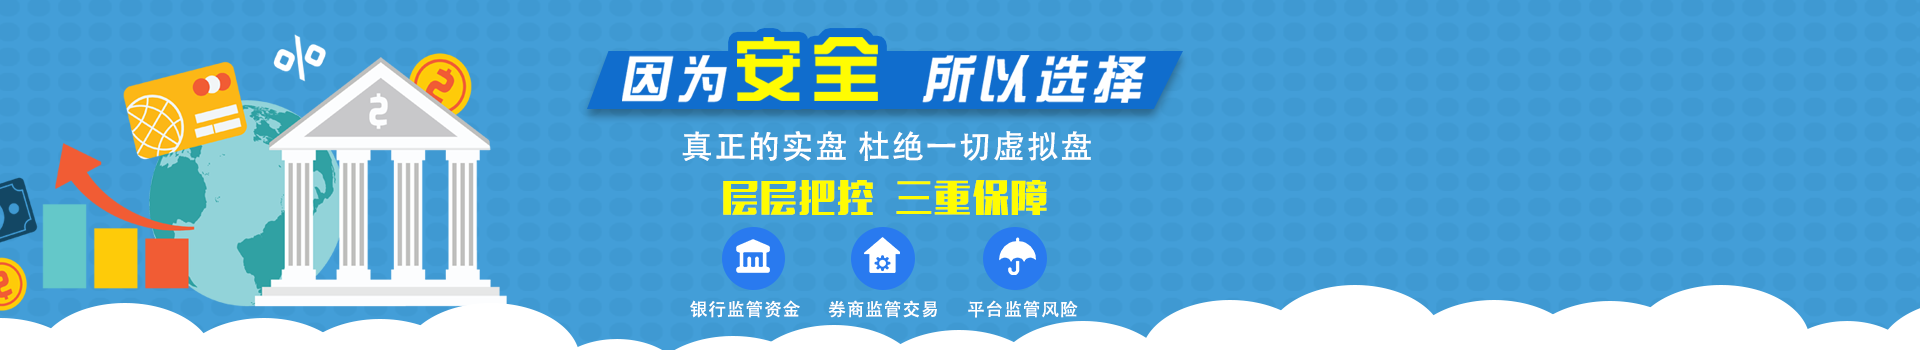 因为安全 所以选择
真正的实盘 杜绝一切虚拟盘
层层把控 三重保障
银行监管资金 券商监管交易 平台监管风险